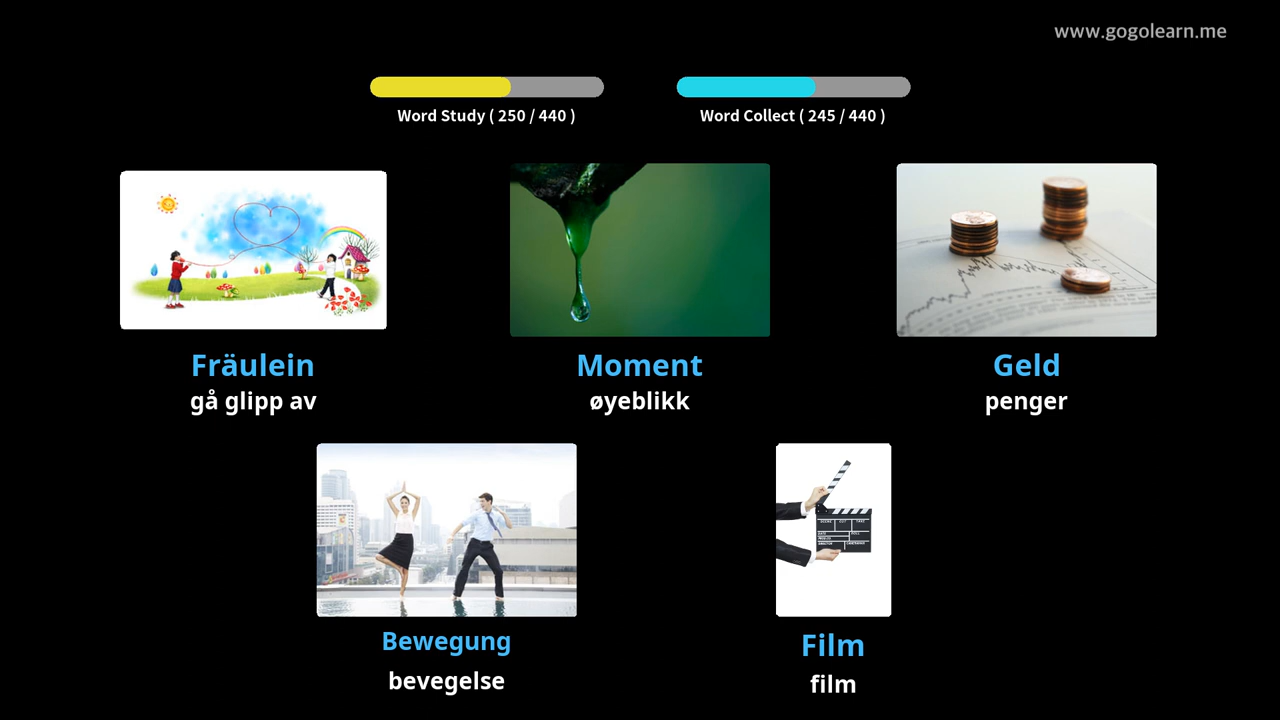 www.gogolearn.me
Word Study ( 250 / 440 )
Word Collect ( 245 / 440 )
Fräulein
gå glipp av
Moment
øyeblikk
Geld
penger
Bewegung
bevegelse
Film
film